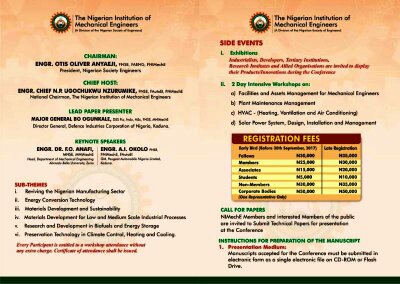 The Nigerian Institution of
Mechanical Engineers
(A Division of the Nigerian Society of Engineers)
CHAIRMAN:
ENGR. OTIS OLIVER ANYAEJI, FNSE, FAENG, FNIMechE
President, Nigeria Society Engineers
CHIEF HOST:
ENGR. CHIEF N.P. UGOCHUKWU NZURUMIKE, FNSE, FNIMechE
National Chairman, The Nigerian Institution of Mechanical Engineers
LEAD PAPER PRESENTER
MAJOR GENERAL BO OGUNKALE,
Director General, Defence Industries Corporation of Nigeria, Kaduna.
KEYNOTE SPEAKERS
ENGR. DR. F.O. ANAFI,
MNSE, MNIMechE
Head, Department of Mechanical Engineering
Ahmadu Bello University, Zaria
ENGR. A.I. OKOLO FNSE,
FNIMechE, FNIMC
GM, Peugeot Automobile Nigeria Limited,
Kaduna.
SUB-THEMES
i. Reviving the Nigerian Manufacturing Sector
ii. Energy Conversion Technology
iii. Materials Development and Sustainability
iv. Materials Development for Low and Medium Scale Industrial Processes
v. Research and Development in Biofuels and Energy Storage
vi. Presentation Technology in Climate Control, Heating and Cooling.
Every Participant is entitled to a workshop attendance without
any extra charge. Certificate of attendance shall be issued.
The Nigerian Institution of
Mechanical Engineers
(A Division of the Nigerian Society of Engineers)
SIDE EVENTS
i. Exhibitions
Industrialists, Developers, Tertiary Institutions,
Research Institutes and Allied Organisations are invited to display
their Products/Innovations during the Conference
ii. 2 Day Intensive Workshops on:
a) Facilities and Assets Management for Mechanical Engineers
b) Plant Maintenance Management
c) HVAC - (Heating, Ventilation and Air Conditioning)
d) Solar Power System, Design, Installation and Management
REGISTRATION FEES
Early Bird (Before 30th September, 2017) Late Registration
Fellows N30,000 N35,000
Members N25,000 N30,000
Associates N15,000 N20,000
Students N5,000 N10,000
Non-Members N30,000 N35,000
Corporate Bodies N50,000 N50,000
(One Representative Only)
CALL FOR PAPERS
NIMechE Members and interested Members of the public
are invited to Submit Technical Papers for presentation
at the Conference
INSTRUCTIONS FOR PREPARATION OF THE MANUSCRIPT
1. Presentation Medium:
Manuscripts accepted for the Conference must be submitted in
electronic form as a single electronic file on CD-ROM or Flash
Drive.